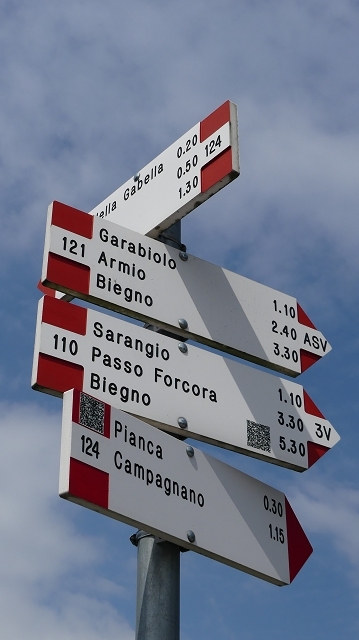 Gabella 0.20
0.50 124
1.30
Garabiolo 1.10
121 Armio 2.40 ASV
Biegno 3.30
Sarangio 1.10
110 Passo Forcora 3.30 3V
Biegno 5.30
Pianca 0.30
124 Campagnano 1.15